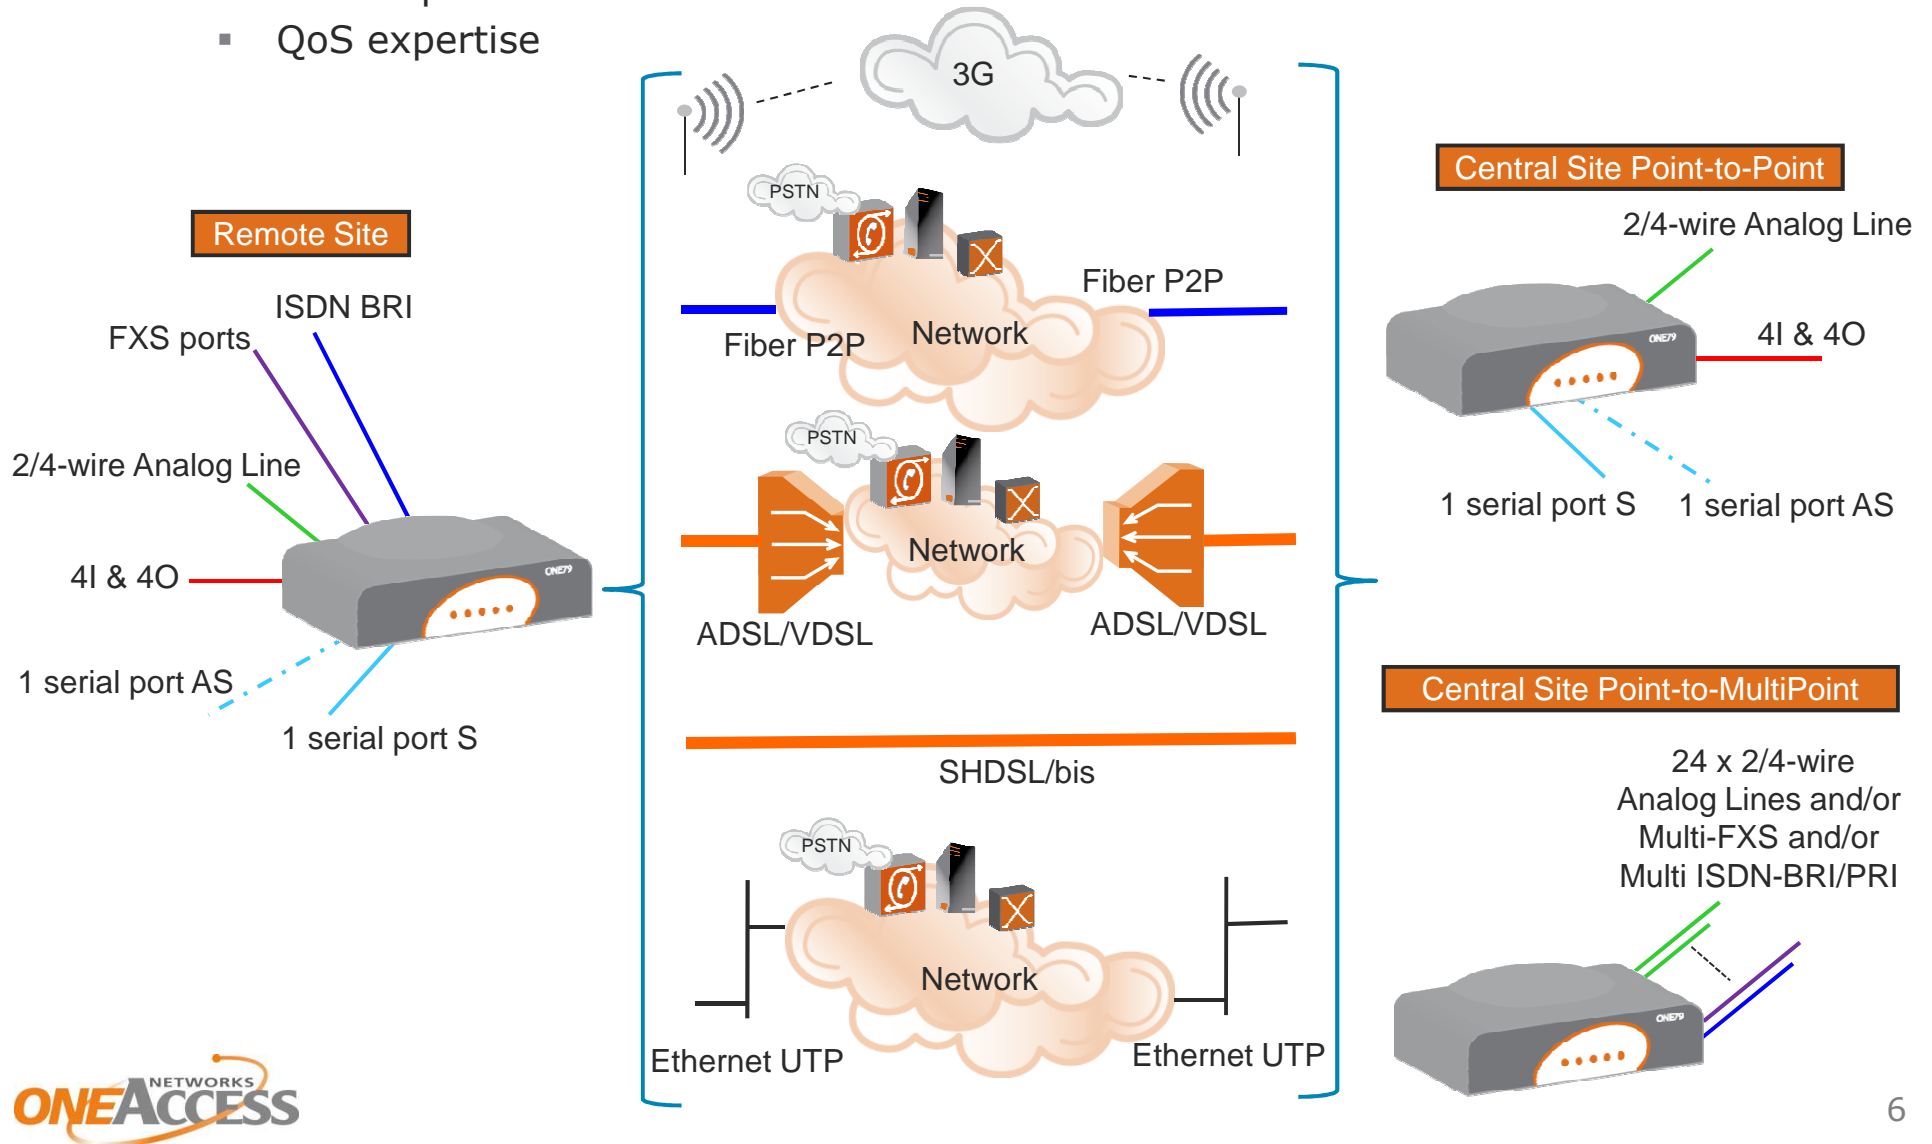 QoS expertise
3G
PSTN
Central Site Point-to-Point
Remote Site
2/4-wire Analog Line
ISDN BRI
Fiber P2P
FXS ports
Fiber P2P
Network
ONE79
4I & 4O
PSTN
2/4-wire Analog Line
1 serial port S
1 serial port AS
Network
4I & 4O
ONE79
ADSL/VDSL
ADSL/VDSL
1 serial port AS
1 serial port S
Central Site Point-to-MultiPoint
SHDSL/bis
24 x 2/4-wire
Analog Lines and/or
Multi-FXS and/or
Multi ISDN-BRI/PRI
PSTN
Network
ONE79
Ethernet UTP
Ethernet UTP
NETWORKS
ONEACCESS
6